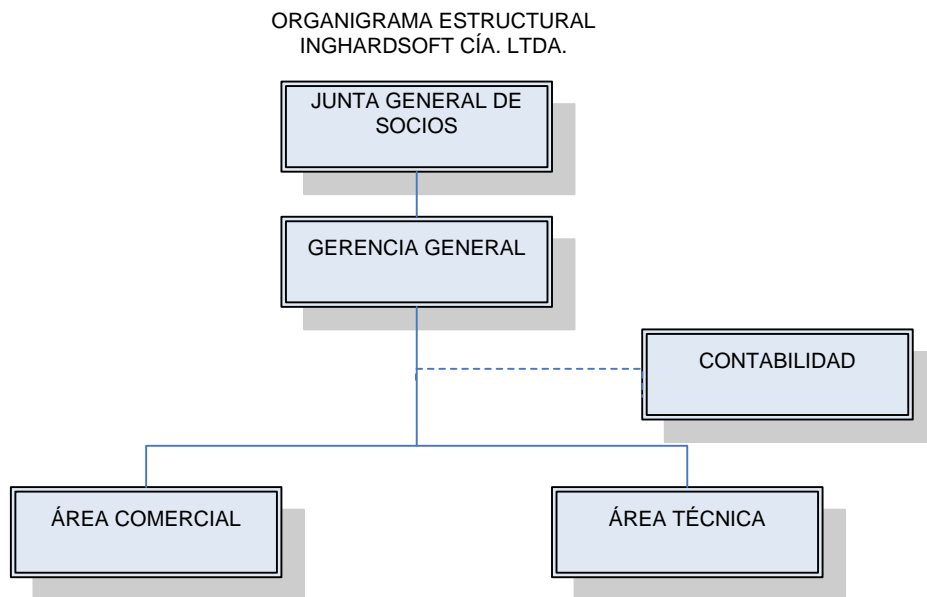 ORGANIGRAMA ESTRUCTURAL
INGHARDSOFT CÍA. LTDA.
JUNTA GENERAL DE
SOCIOS
GERENCIA GENERAL
CONTABILIDAD
ÁREA COMERCIAL
ÁREA TÉCNICA